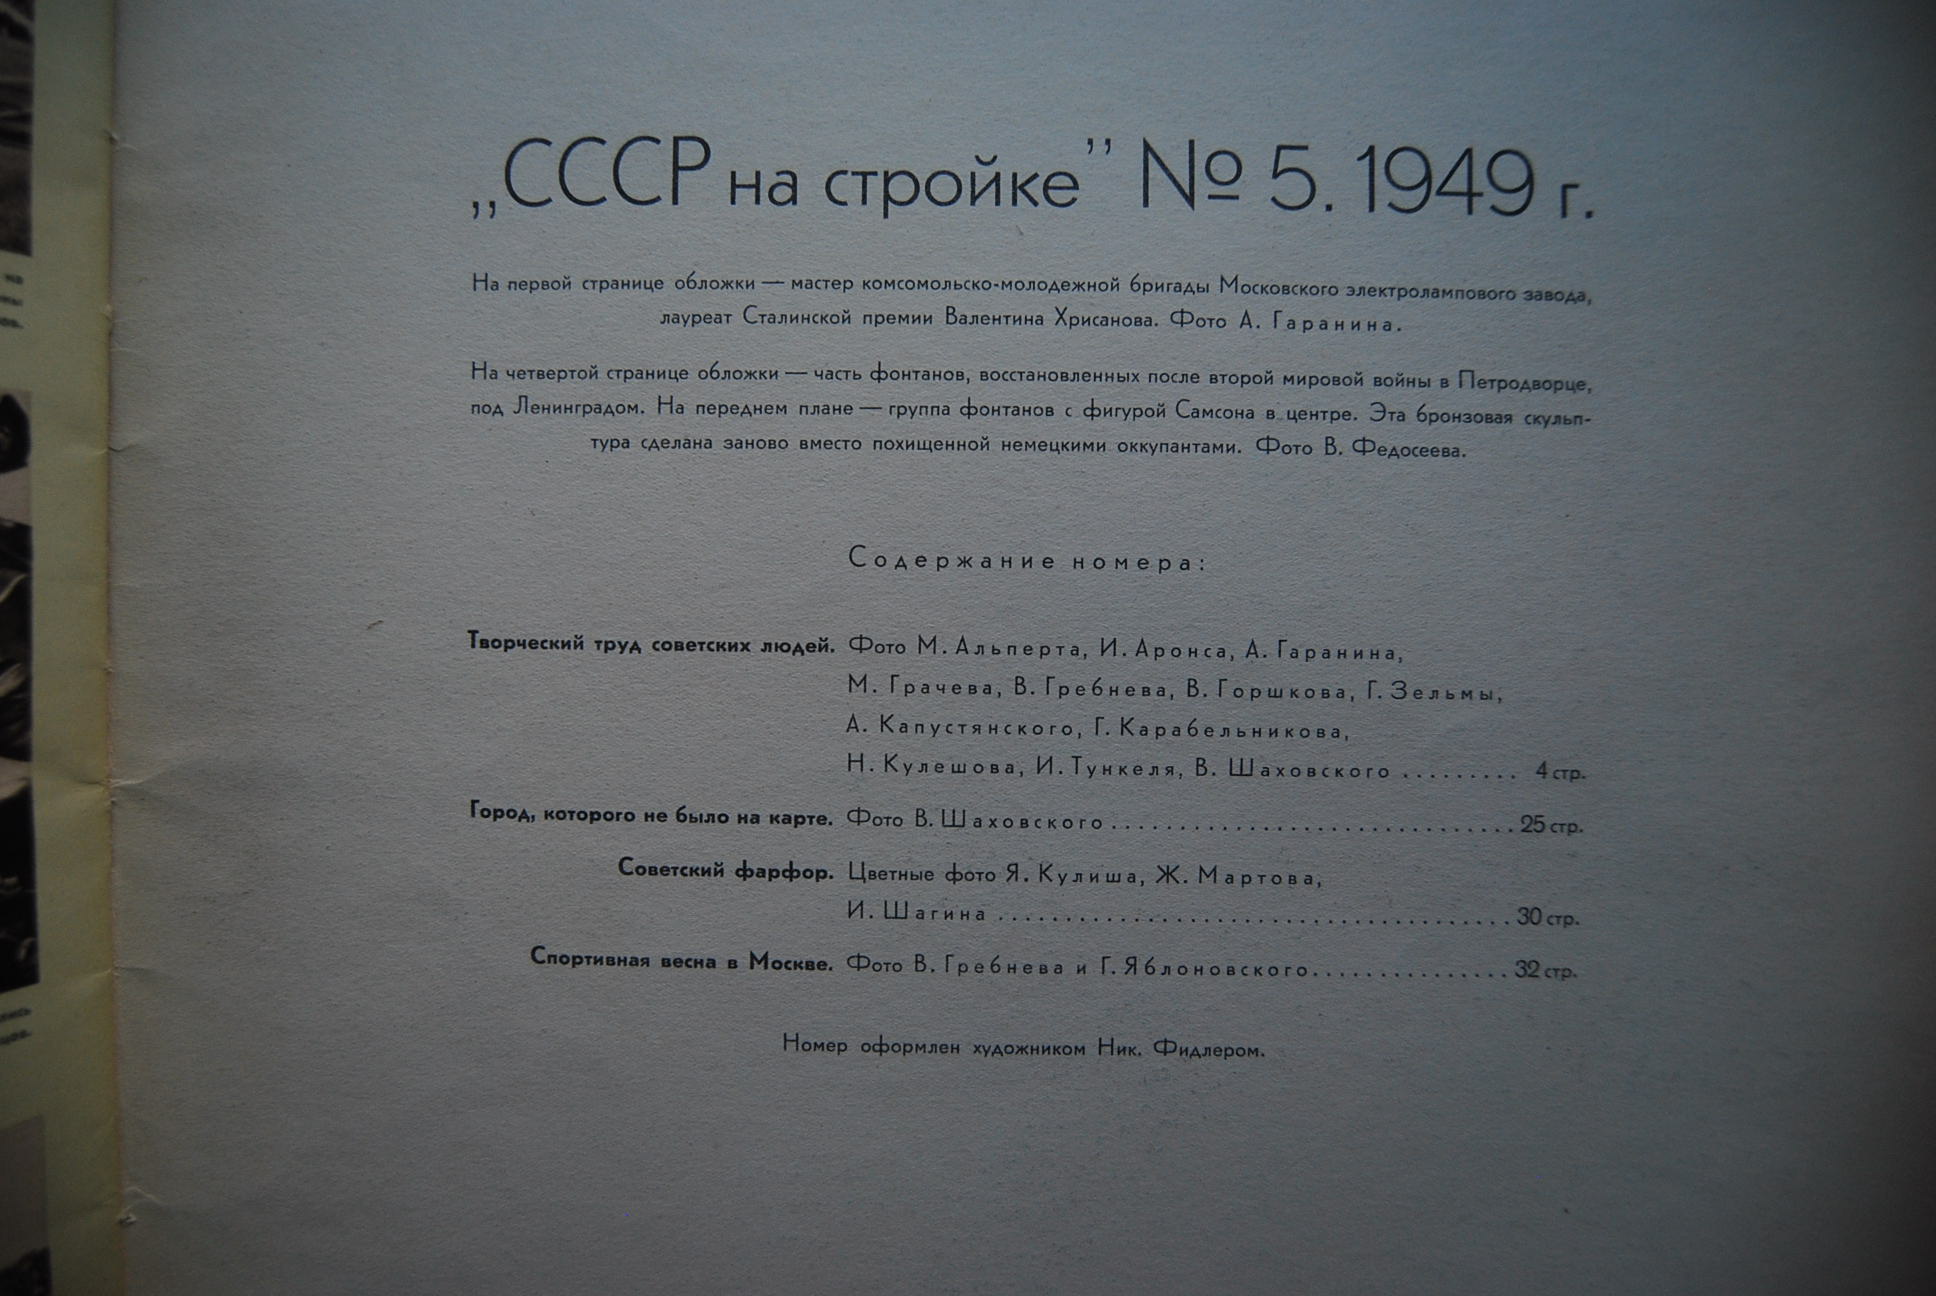 „СССР на стройке” № 5. 1949 г.
На первой странице обложки — мастер комсомольско-молодежной бригады Московского электролампового завода,
лауреат Сталинской премии Валентина Хрисанова. Фото А. Гаранина.
На четвертой странице обложки — часть фонтанов, восстановленных после второй мировой войны в Петродворце,
под Ленинградом. На переднем плане — группа фонтанов с фигурой Самсона в центре. Эта бронзовая скульп-
тура сделана заново вместо похищенной немецкими оккупантами. Фото В. Федосеева.
Содержание номера:
Творческий труд советских людей. Фото М. Альперта, И. Аронса, А. Гаранина,
М. Грачева, В. Гребнева, В. Горшкова, Г. Зельмы,
А. Капустянского, Г. Карабельникова,
Н. Кулешова, И. Тункеля, В. Шаховского ......... 4 стр.
Город, которого не было на карте. Фото В. Шаховского .............................. 25 стр.
Советский фарфор. Цветные фото Я. Кулиша, Ж. Мартова,
И. Шагина ...................................... 30 стр.
Спортивная весна в Москве. Фото В. Гребнева и Г. Яблоновского............... 32 стр.
Номер оформлен художником Ник. Фидлером.